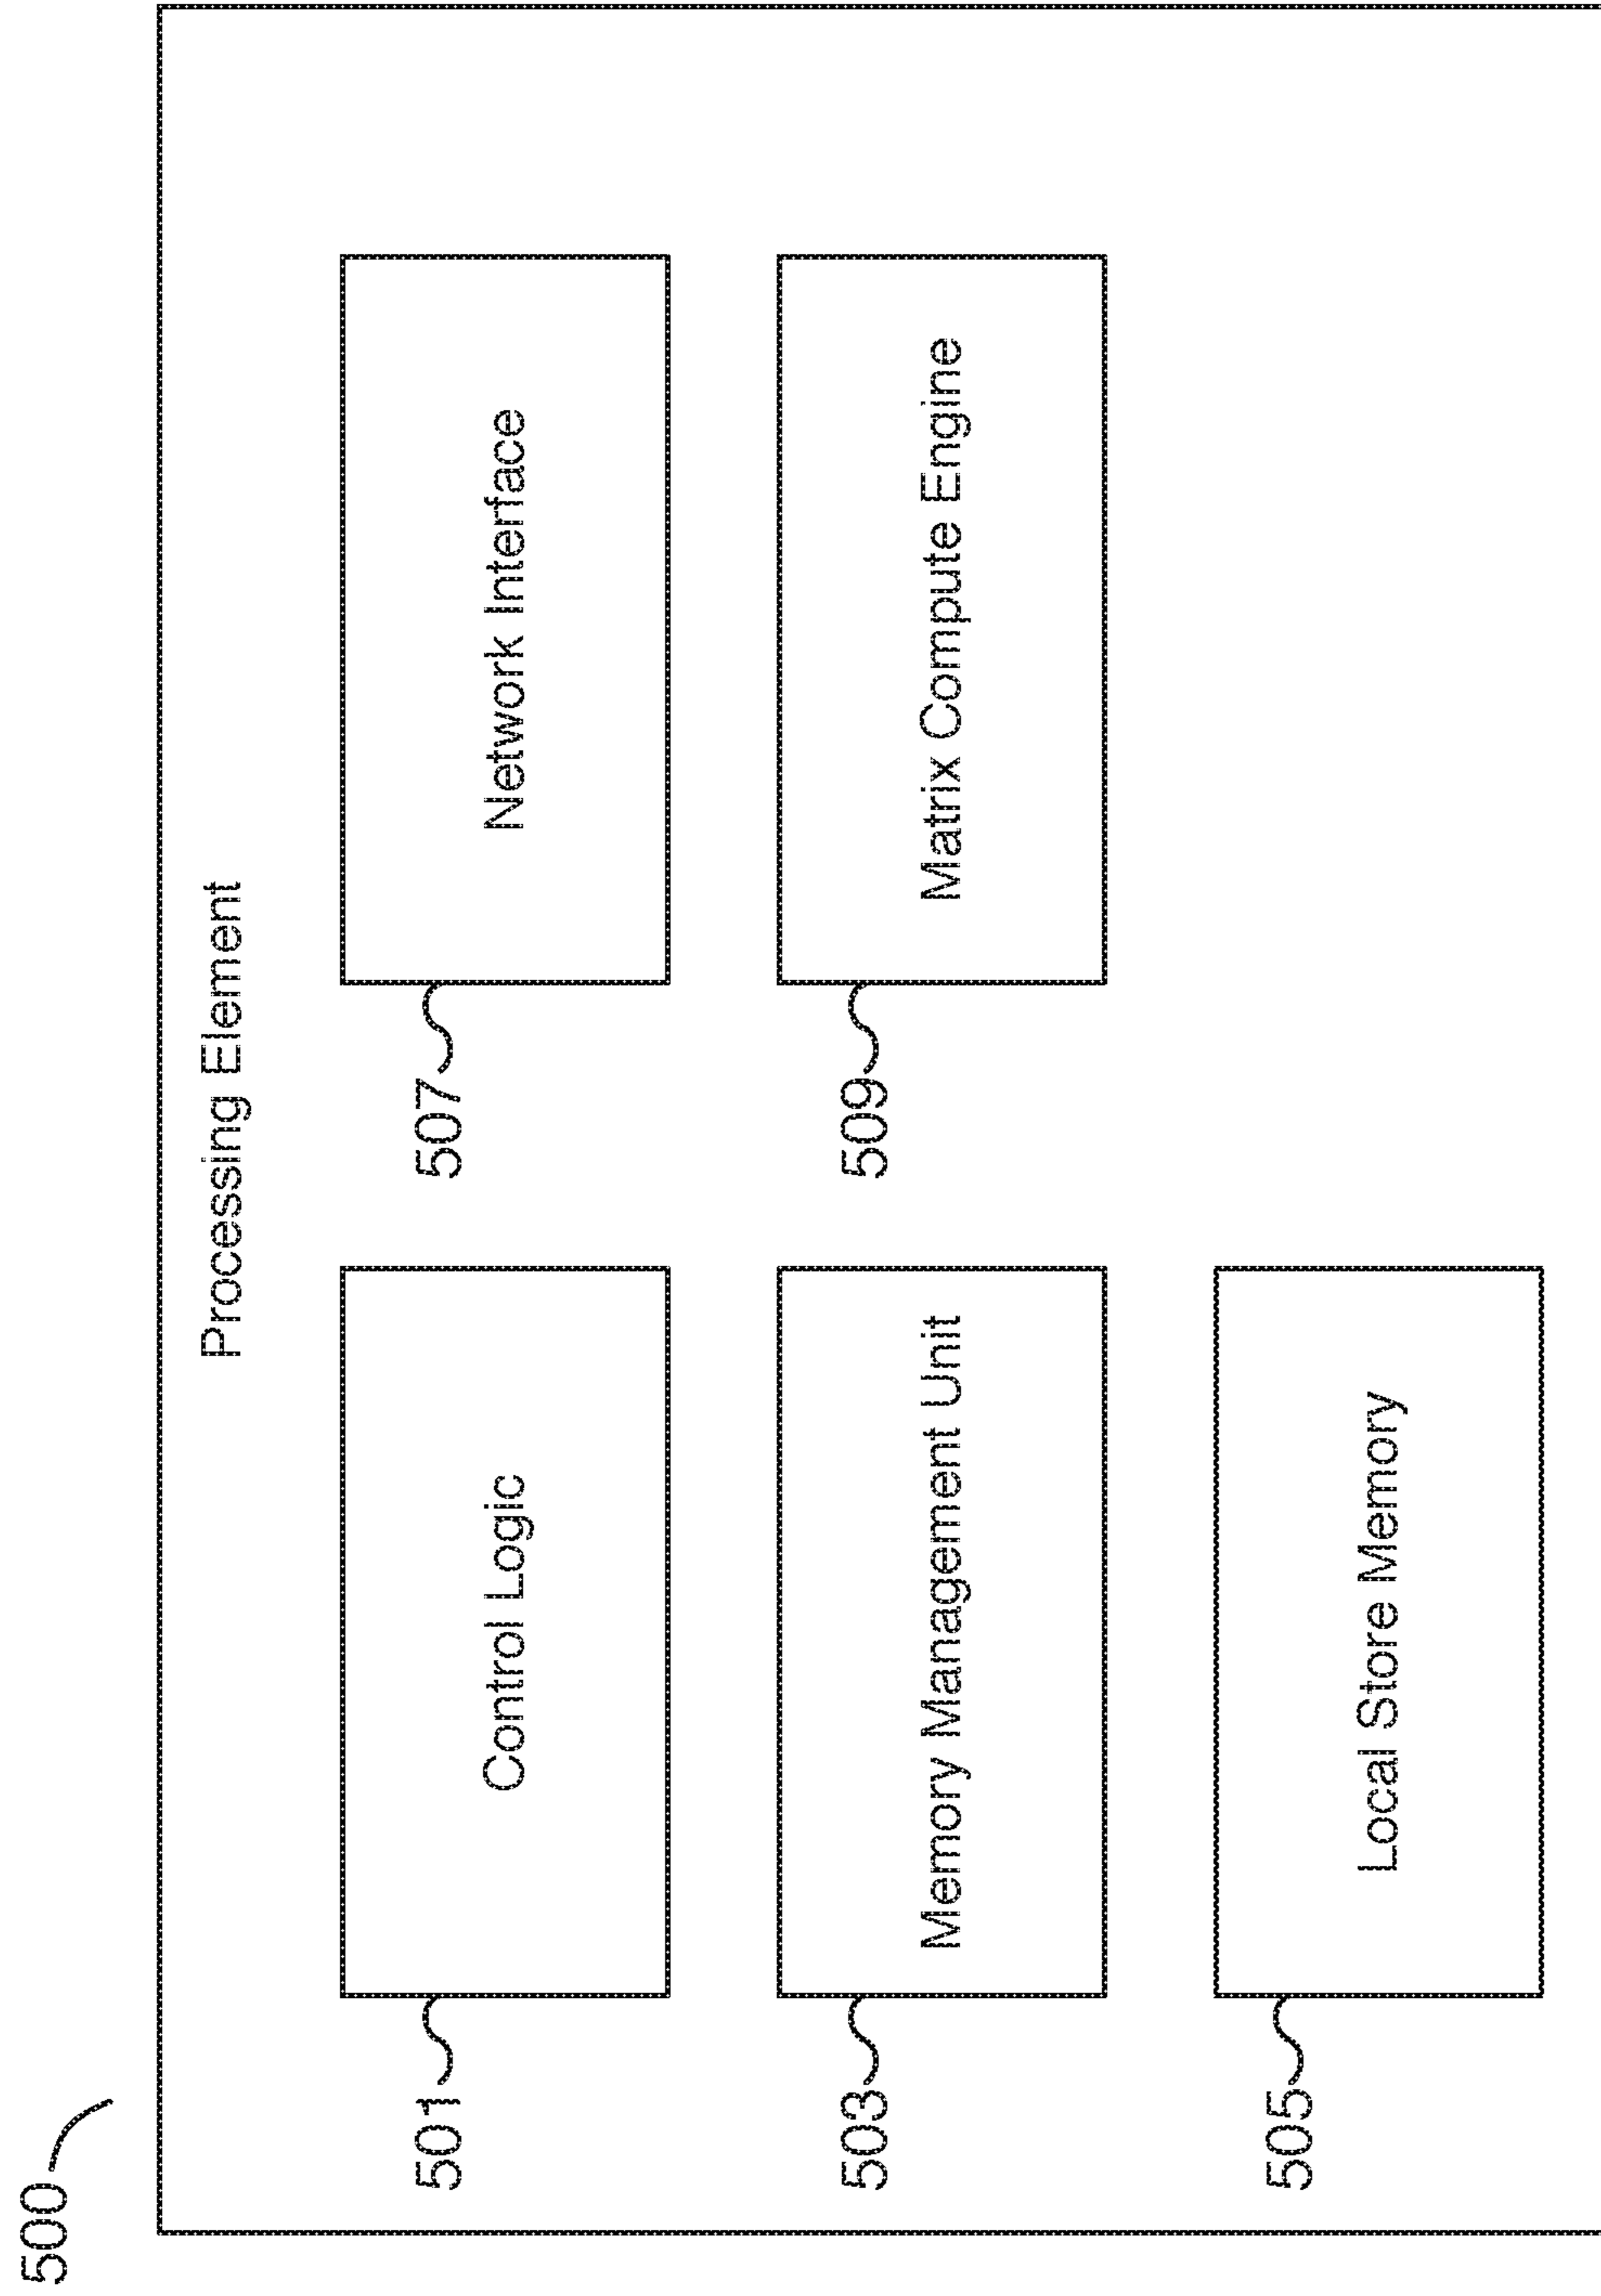 500
Processing Element
501
Control Logic
507
Network Interface
503
Memory Management Unit
509
Matrix Compute Engine
505
Local Store Memory